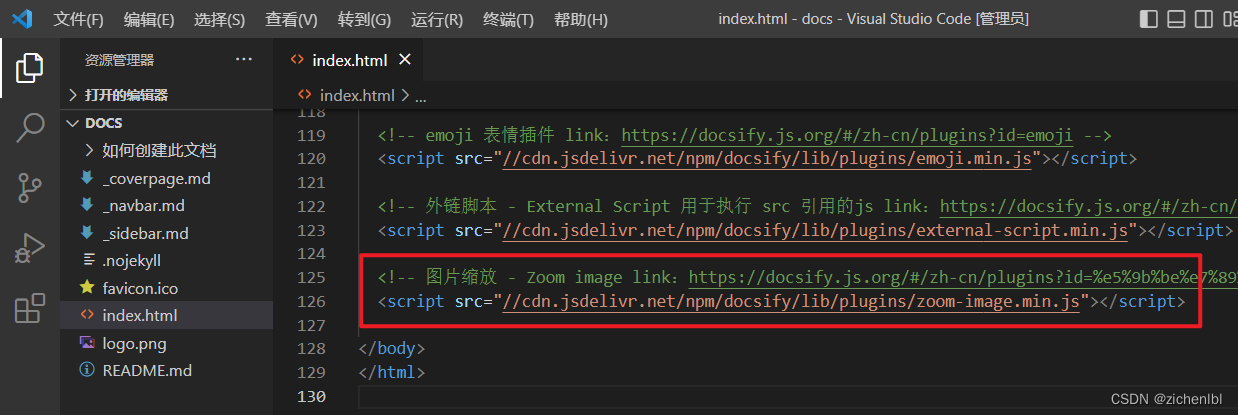 文件(F) 编辑(E) 选择(S) 查看(V) 转到(G) 运行(R) 终端(T) 帮助(H) index.html - docs - Visual Studio Code [管理员]
资源管理器 ···
index.html ×
打开的编辑器
index.html > ...
DOCS
如何创建此文档
_coverpage.md
_navbar.md
_sidebar.md
.nojekyll
favicon.ico
index.html
logo.png
README.md
118
119 <!-- emoji 表情插件 link：https://docsify.js.org/#/zh-cn/plugins?id=emoji -->
120 <script src="//cdn.jsdelivr.net/npm/docsify/lib/plugins/emoji.min.js"></script>
121
122 <!-- 外链脚本 - External Script 用于执行 src 引用的js link：https://docsify.js.org/#/zh-cn/
123 <script src="//cdn.jsdelivr.net/npm/docsify/lib/plugins/external-script.min.js"></script>
124
125 <!-- 图片缩放 - Zoom image link：https://docsify.js.org/#/zh-cn/plugins?id=%e5%9b%be%e7%89%
126 <script src="//cdn.jsdelivr.net/npm/docsify/lib/plugins/zoom-image.min.js"></script>
127
128 </body>
129 </html>
130
CSDN @zichenlbl